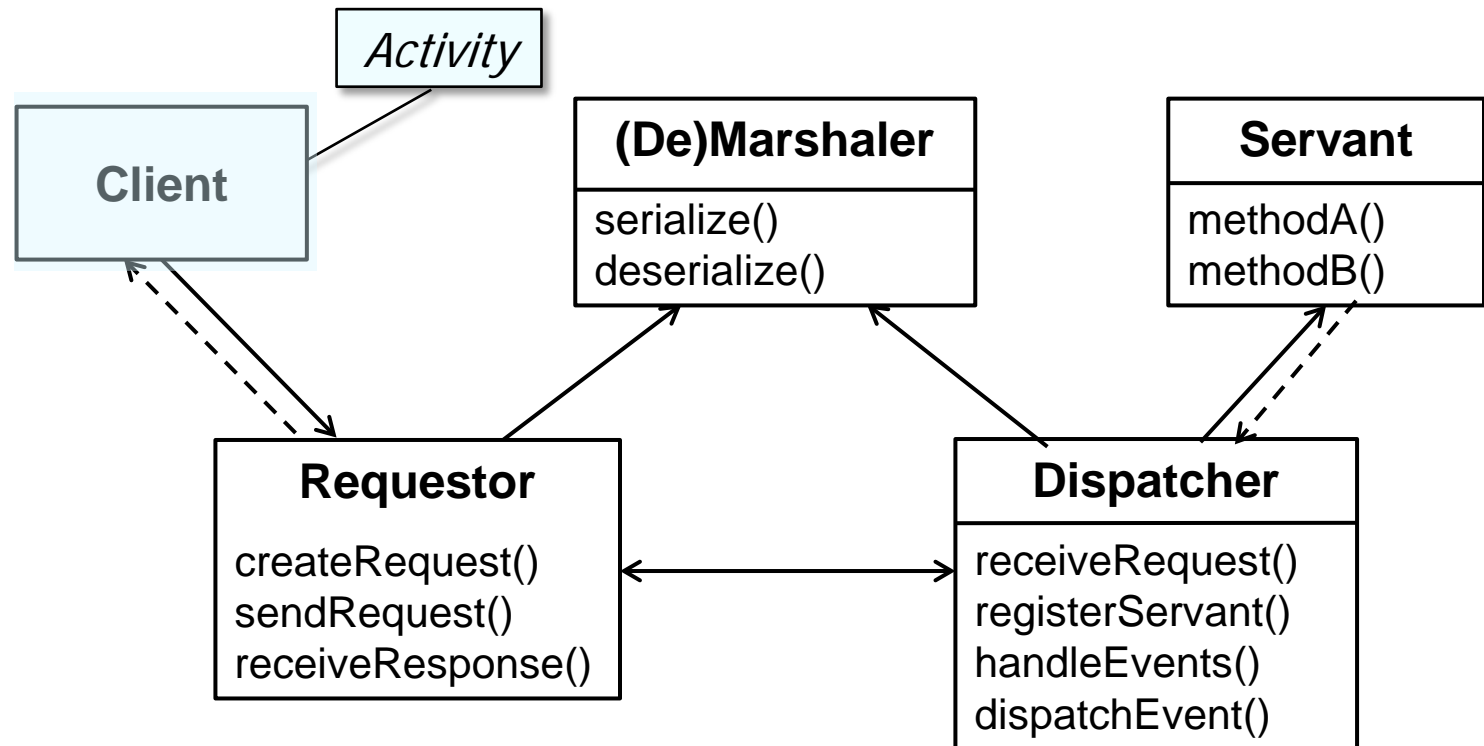 Activity
Client
(De)Marshaler
serialize()
deserialize()
Servant
methodA()
methodB()
Requestor
createRequest()
sendRequest()
receiveResponse()
Dispatcher
receiveRequest()
registerServant()
handleEvents()
dispatchEvent()